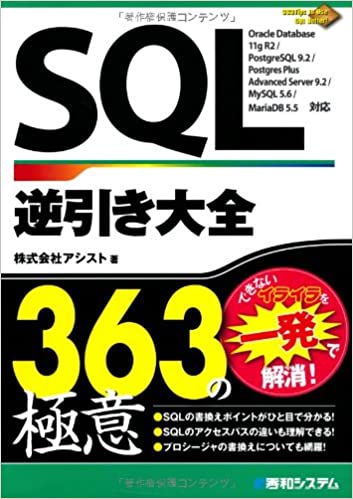 "著作権保護コンテンツ"
SQL
Oracle Database
11g R2/
PostgreSQL 9.2/
Postgres Plus
Advanced Server 9.2/
MySQL 5.6/
MariaDB 5.5 対応
逆引き大全
株式会社アシスト 著
363の
極意
できない
イライラを
一発で
解消!
●SQLの書換えポイントがひと目で分かる!
●SQLのアクセスパスの違いも理解できる!
●プロシージャの書換えについても網羅!
秀和システム
"著作権保護コンテンツ"